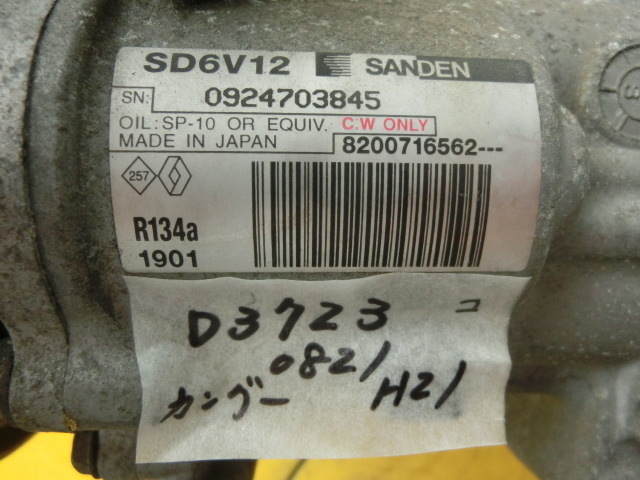 SD6V12 SANDEN
SN: 0924703845
OIL:SP-10 OR EQUIV. C.W ONLY
MADE IN JAPAN 8200716562---
257
R134a
1901
D3723 コ
0821
カングー H21